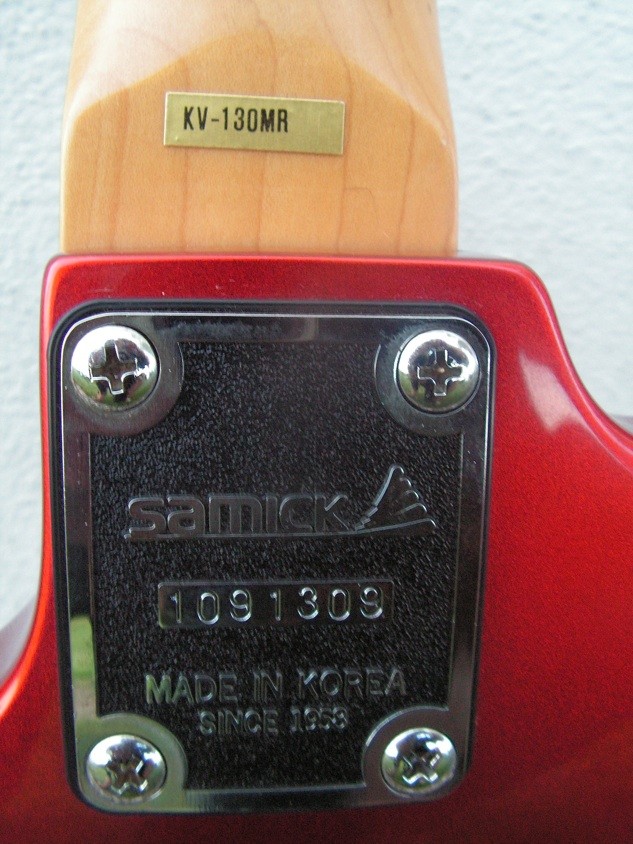 KV-130MR
samick
1091309
MADE IN KOREA
SINCE 1958